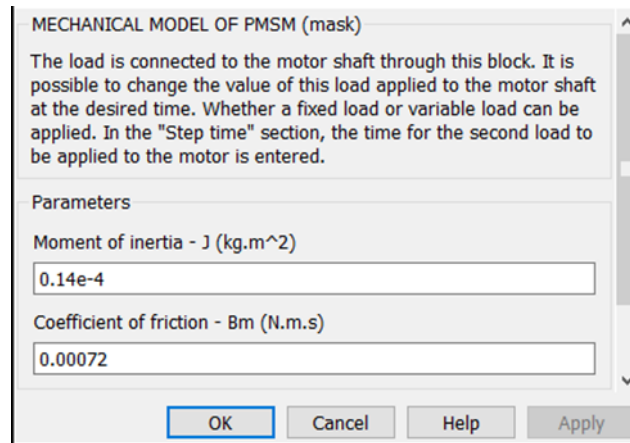 MECHANICAL MODEL OF PMSM (mask)
The load is connected to the motor shaft through this block. It is
possible to change the value of this load applied to the motor shaft
at the desired time. Whether a fixed load or variable load can be
applied. In the "Step time" section, the time for the second load to
be applied to the motor is entered.
Parameters
Moment of inertia - J (kg.m^2)
0.14e-4
Coefficient of friction - Bm (N.m.s)
0.00072
OK Cancel Help Apply